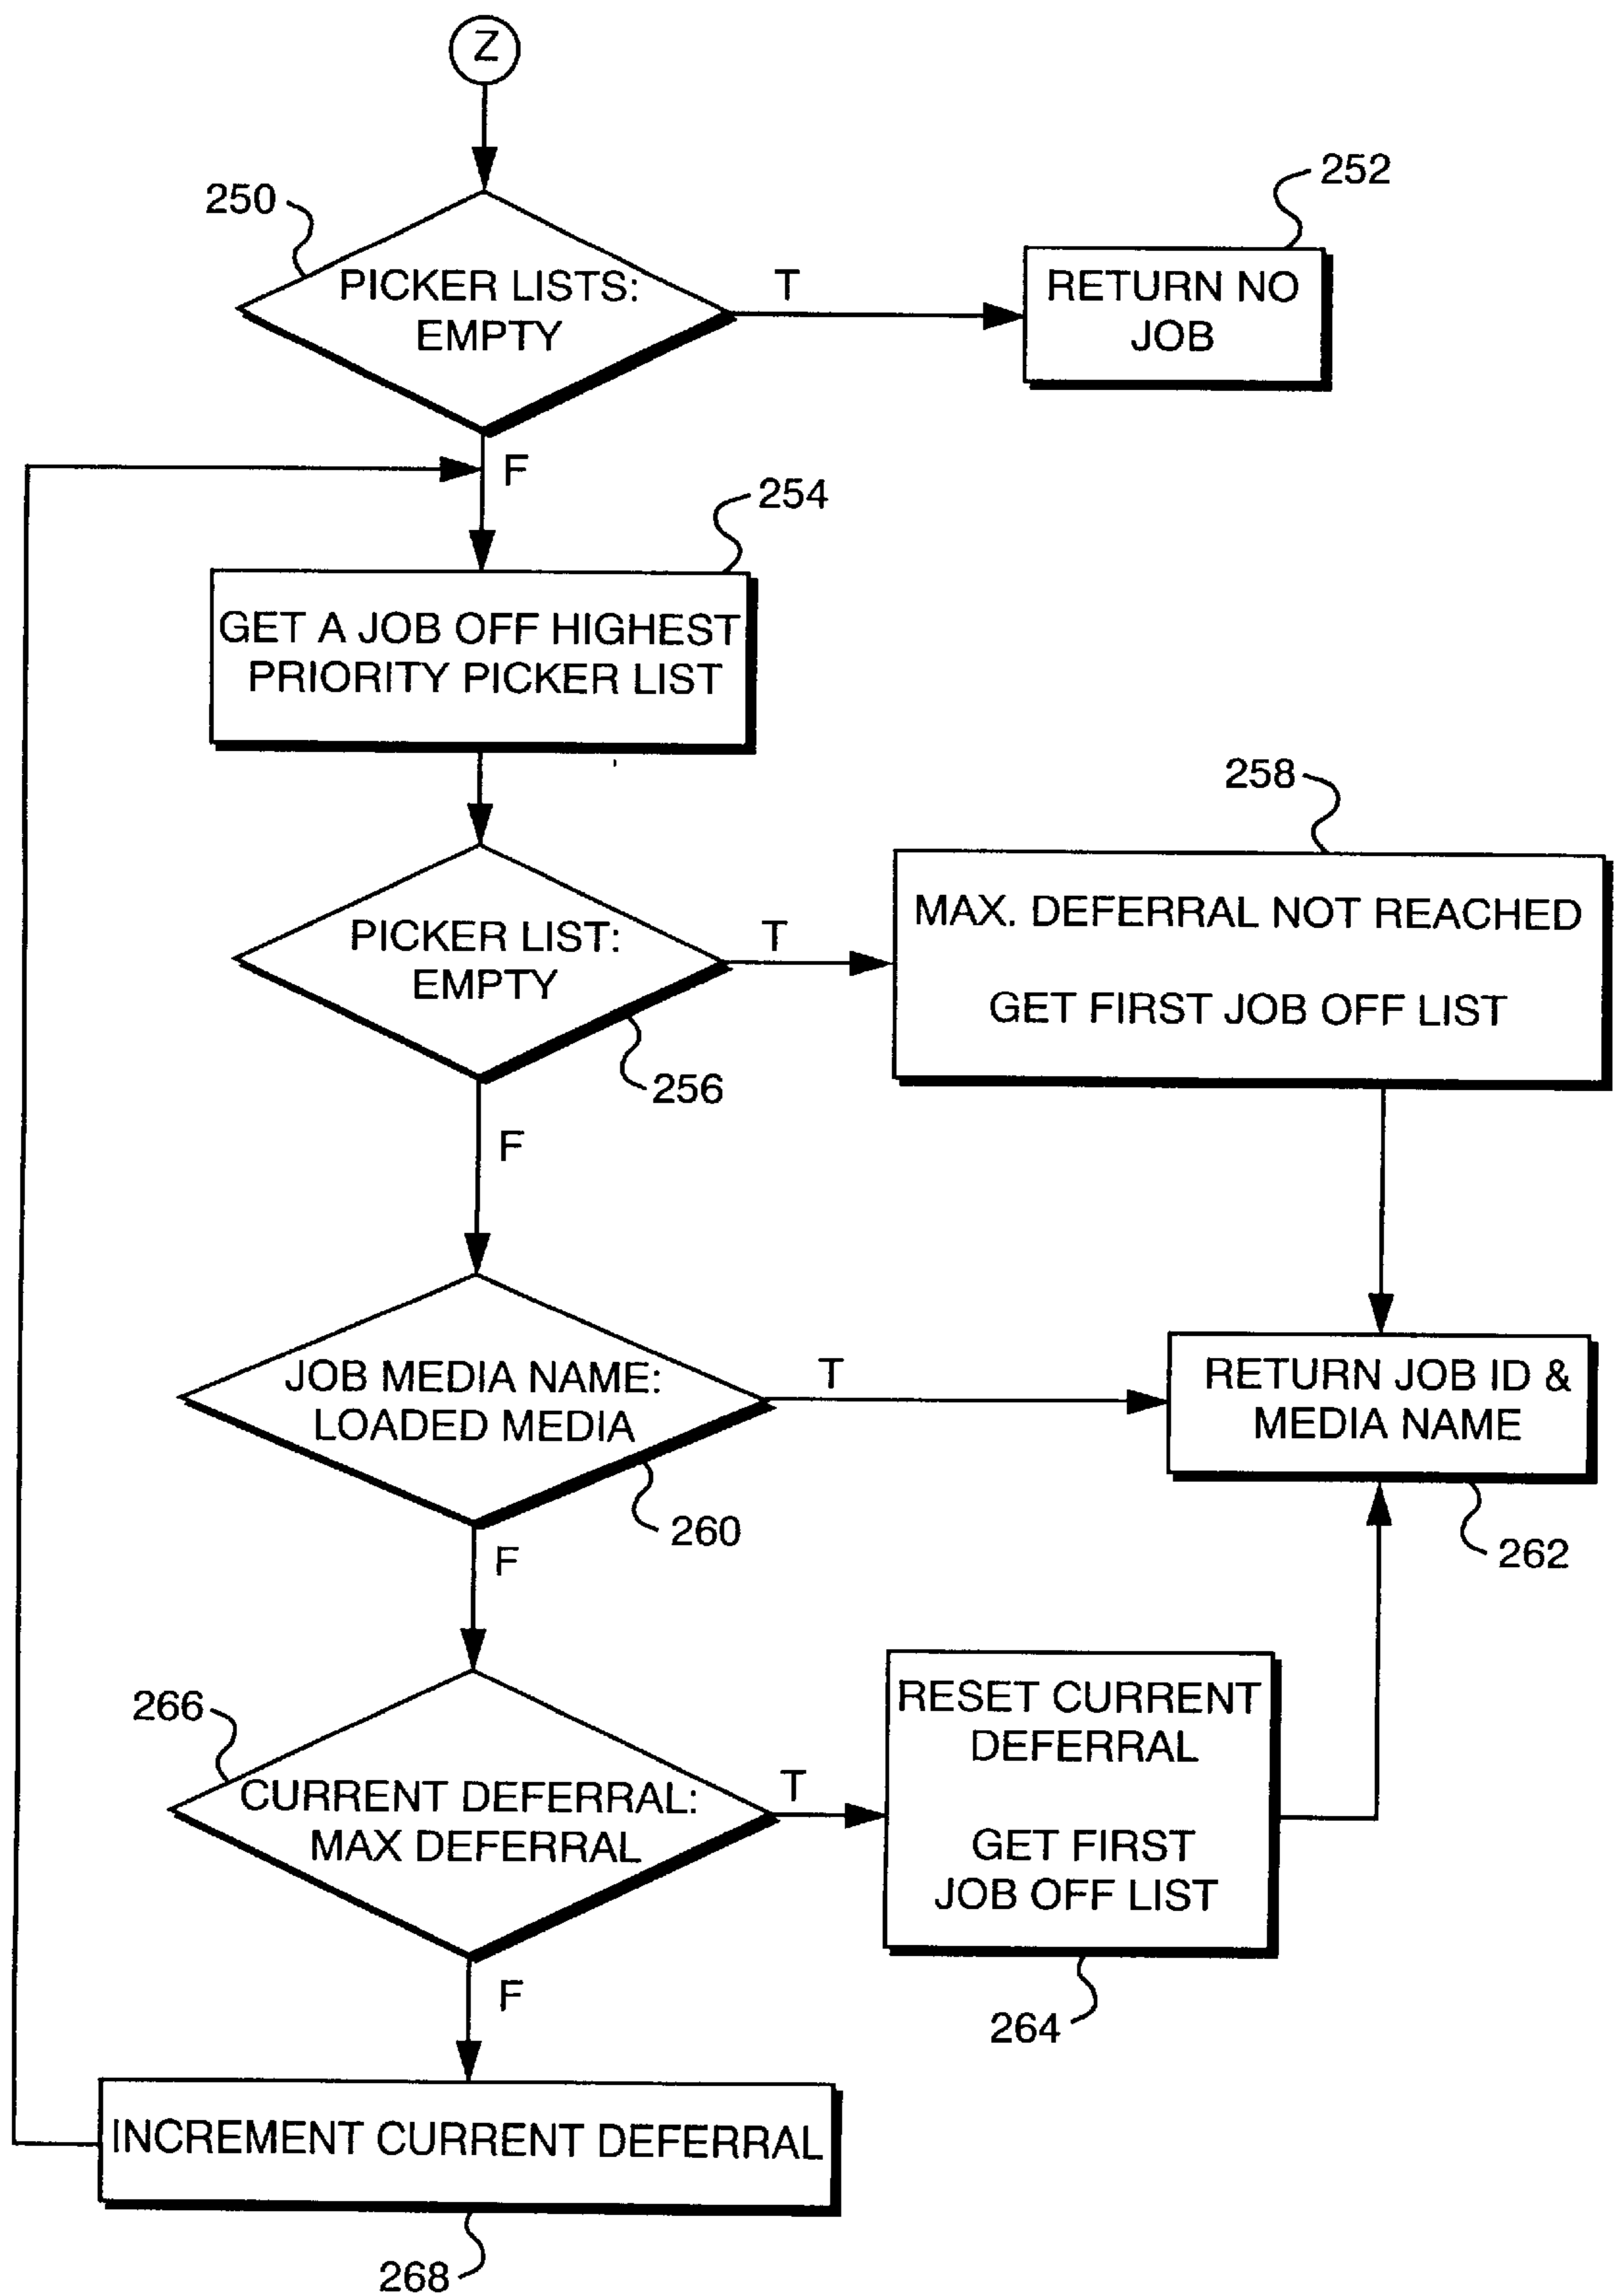 Z
250
252
PICKER LISTS:
EMPTY
T
RETURN NO
JOB
F
254
GET A JOB OFF HIGHEST
PRIORITY PICKER LIST
258
PICKER LIST:
EMPTY
T
MAX. DEFERRAL NOT REACHED
GET FIRST JOB OFF LIST
256
F
JOB MEDIA NAME:
LOADED MEDIA
T
RETURN JOB ID &
MEDIA NAME
260
262
F
266
CURRENT DEFERRAL:
MAX DEFERRAL
T
RESET CURRENT
DEFERRAL
GET FIRST
JOB OFF LIST
F
264
INCREMENT CURRENT DEFERRAL
268